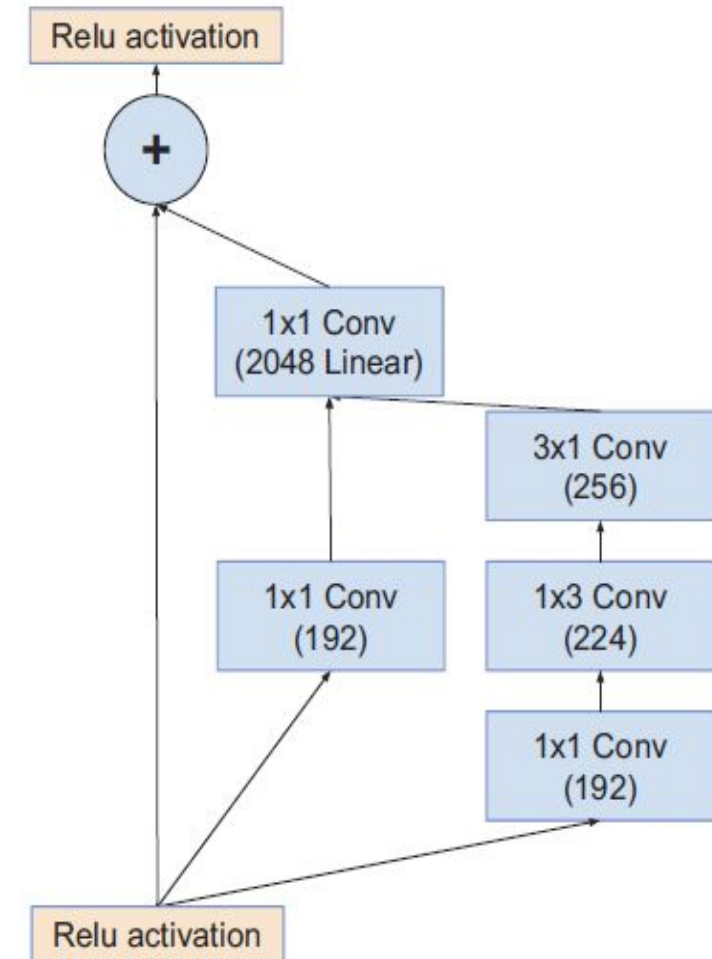 Relu activation
+
1x1 Conv
(2048 Linear)
3x1 Conv
(256)
1x1 Conv
(192)
1x3 Conv
(224)
1x1 Conv
(192)
Relu activation